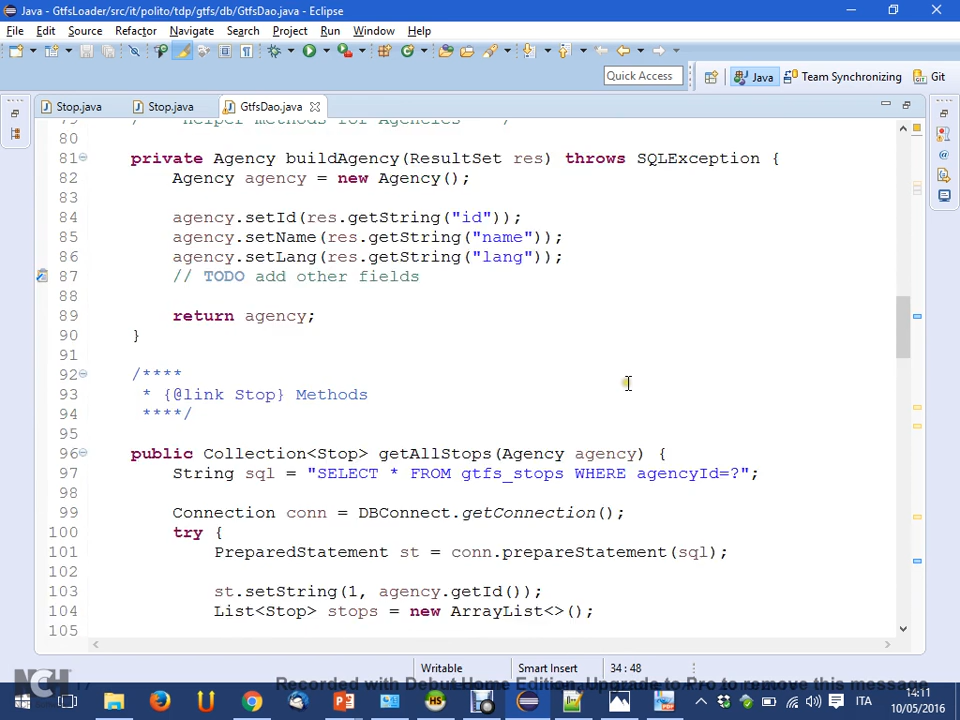 Java - GtfsLoader/src/it/polito/tdp/gtfs/db/GtfsDao.java - Eclipse
File Edit Source Refactor Navigate Search Project Run Window Help
Quick Access
Java
Team Synchronizing
Git
Stop.java
Stop.java
GtfsDao.java
79 /**** Helper methods for Agencies ****/
80
81 private Agency buildAgency(ResultSet res) throws SQLException {
82 Agency agency = new Agency();
83
84 agency.setId(res.getString("id"));
85 agency.setName(res.getString("name"));
86 agency.setLang(res.getString("lang"));
87 // TODO add other fields
88
89 return agency;
90 }
91
92 /****
93 * {@link Stop} Methods
94 ****/
95
96 public Collection<Stop> getAllStops(Agency agency) {
97 String sql = "SELECT * FROM gtfs_stops WHERE agencyId=?";
98
99 Connection conn = DBConnect.getConnection();
100 try {
101 PreparedStatement st = conn.prepareStatement(sql);
102
103 st.setString(1, agency.getId());
104 List<Stop> stops = new ArrayList<>();
105
Writable
Smart Insert
34 : 48
NCH
Recorded with Debut Home Edition. Upgrade to Pro to remove this message
ITA
14:11
10/05/2016